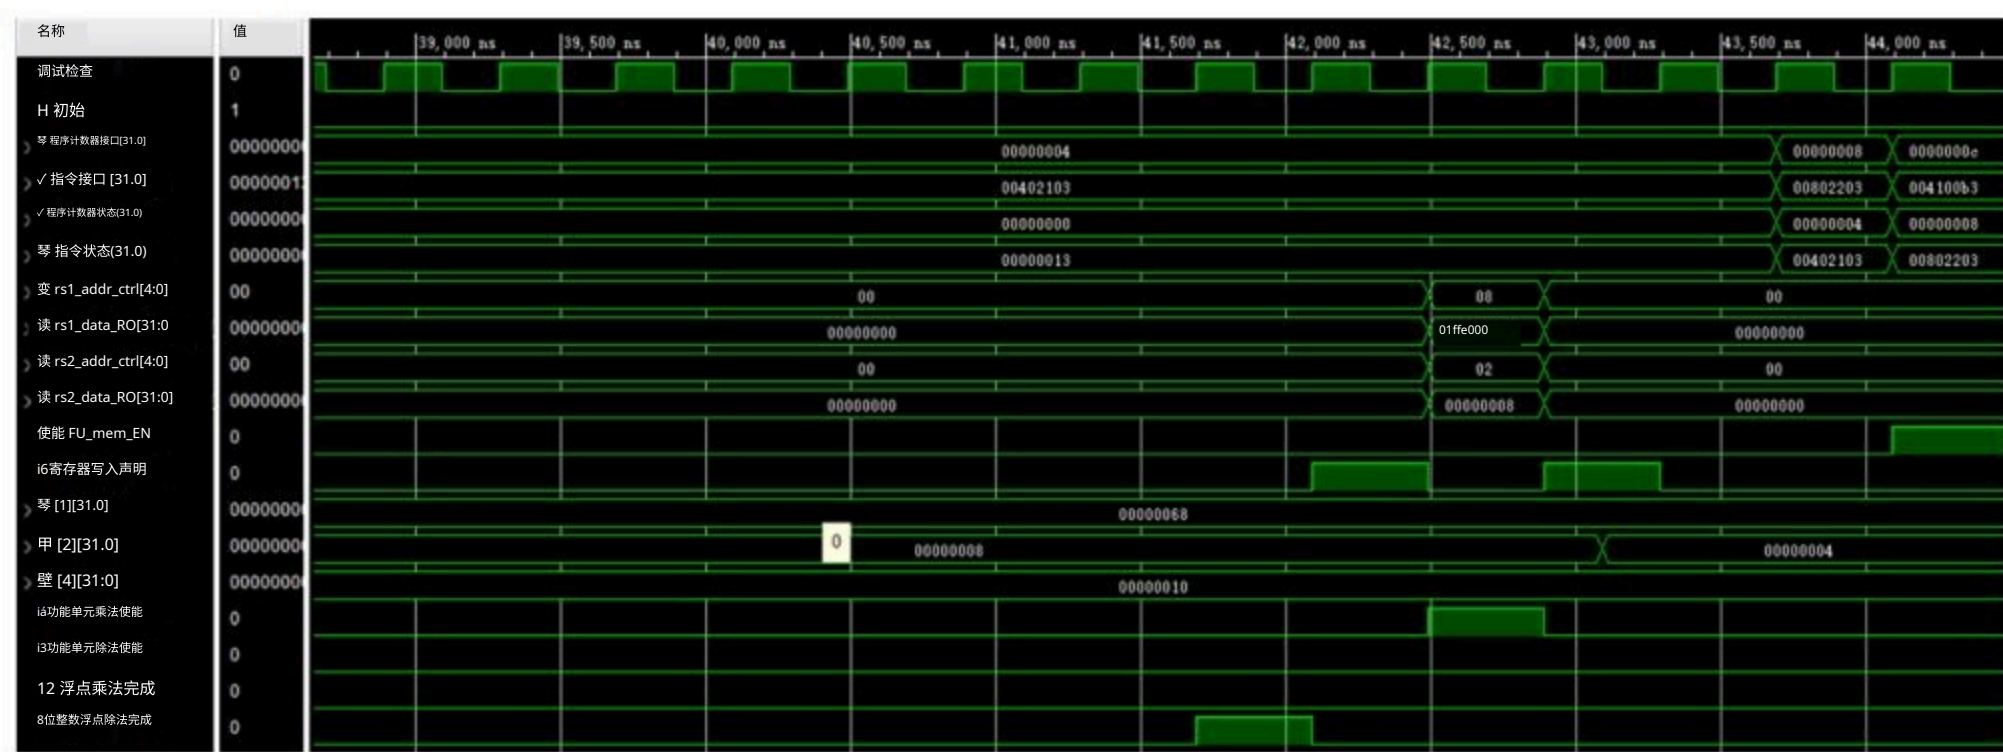 名称 值
39,000 ns 39,500 ns 40,000 ns 40,500 ns 41,000 ns 41,500 ns 42,000 ns 42,500 ns 43,000 ns 43,500 ns 44,000 ns
调试检查 0
H 初始 1
琴 程序计数器接口[31.0] 00000000 00000004 00000008 0000000c
✓ 指令接口 [31.0] 00000013 00402103 00802203 004100b3
✓ 程序计数器状态(31.0) 00000000 00000000 00000004 00000008
琴 指令状态(31.0) 00000000 00000013 00402103 00802203
变 rs1_addr_ctrl[4:0] 00 00 08 00
读 rs1_data_RO[31:0 00000000 00000000 01ffe000 00000000
读 rs2_addr_ctrl[4:0] 00 00 02 00
读 rs2_data_RO[31:0] 00000000 00000000 00000008 00000000
使能 FU_mem_EN 0
i6寄存器写入声明 0
琴 [1][31.0] 00000000 00000068
甲 [2][31.0] 00000000 0 00000008 00000004
壁 [4][31:0] 00000000 00000010
iá功能单元乘法使能 0
i3功能单元除法使能 0
12 浮点乘法完成 0
8位整数浮点除法完成 0